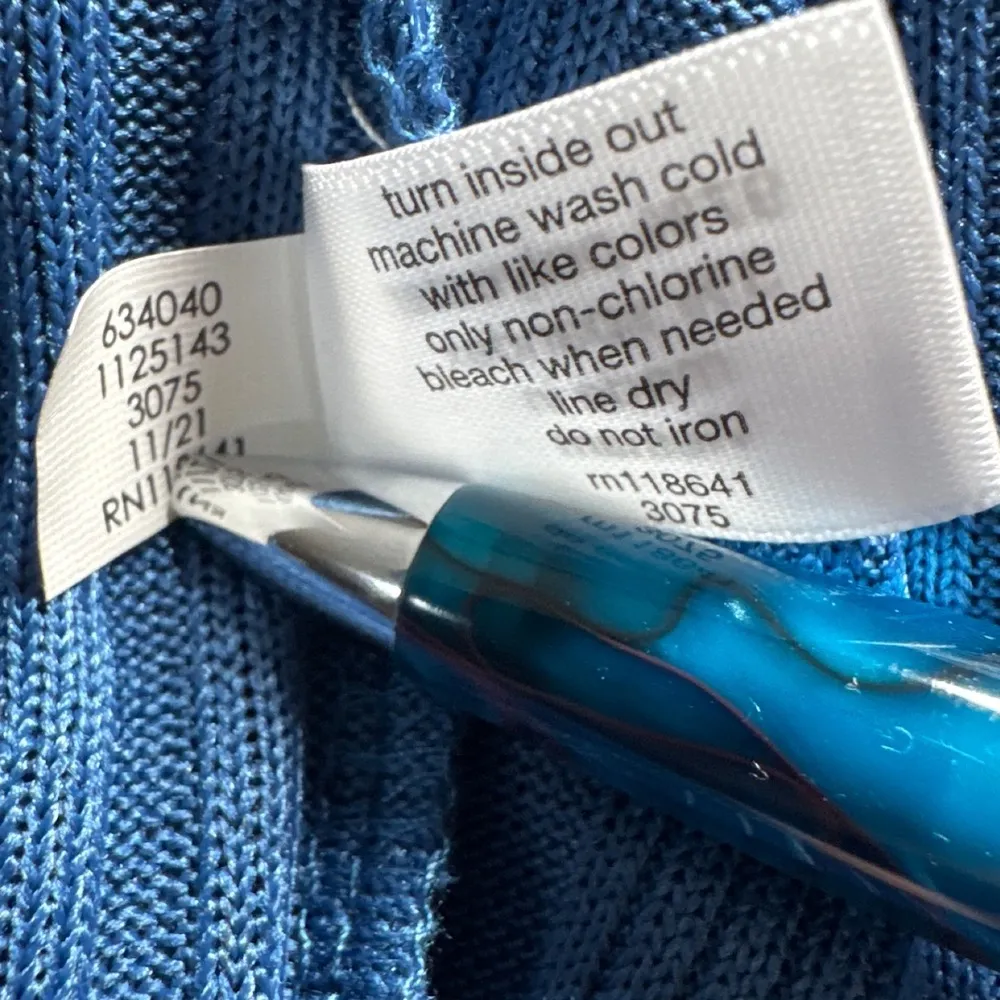 634040
1125143
3075
11/21
turn inside out
machine wash cold
with like colors
only non-chlorine
bleach when needed
line dry
do not iron
rn118641
3075